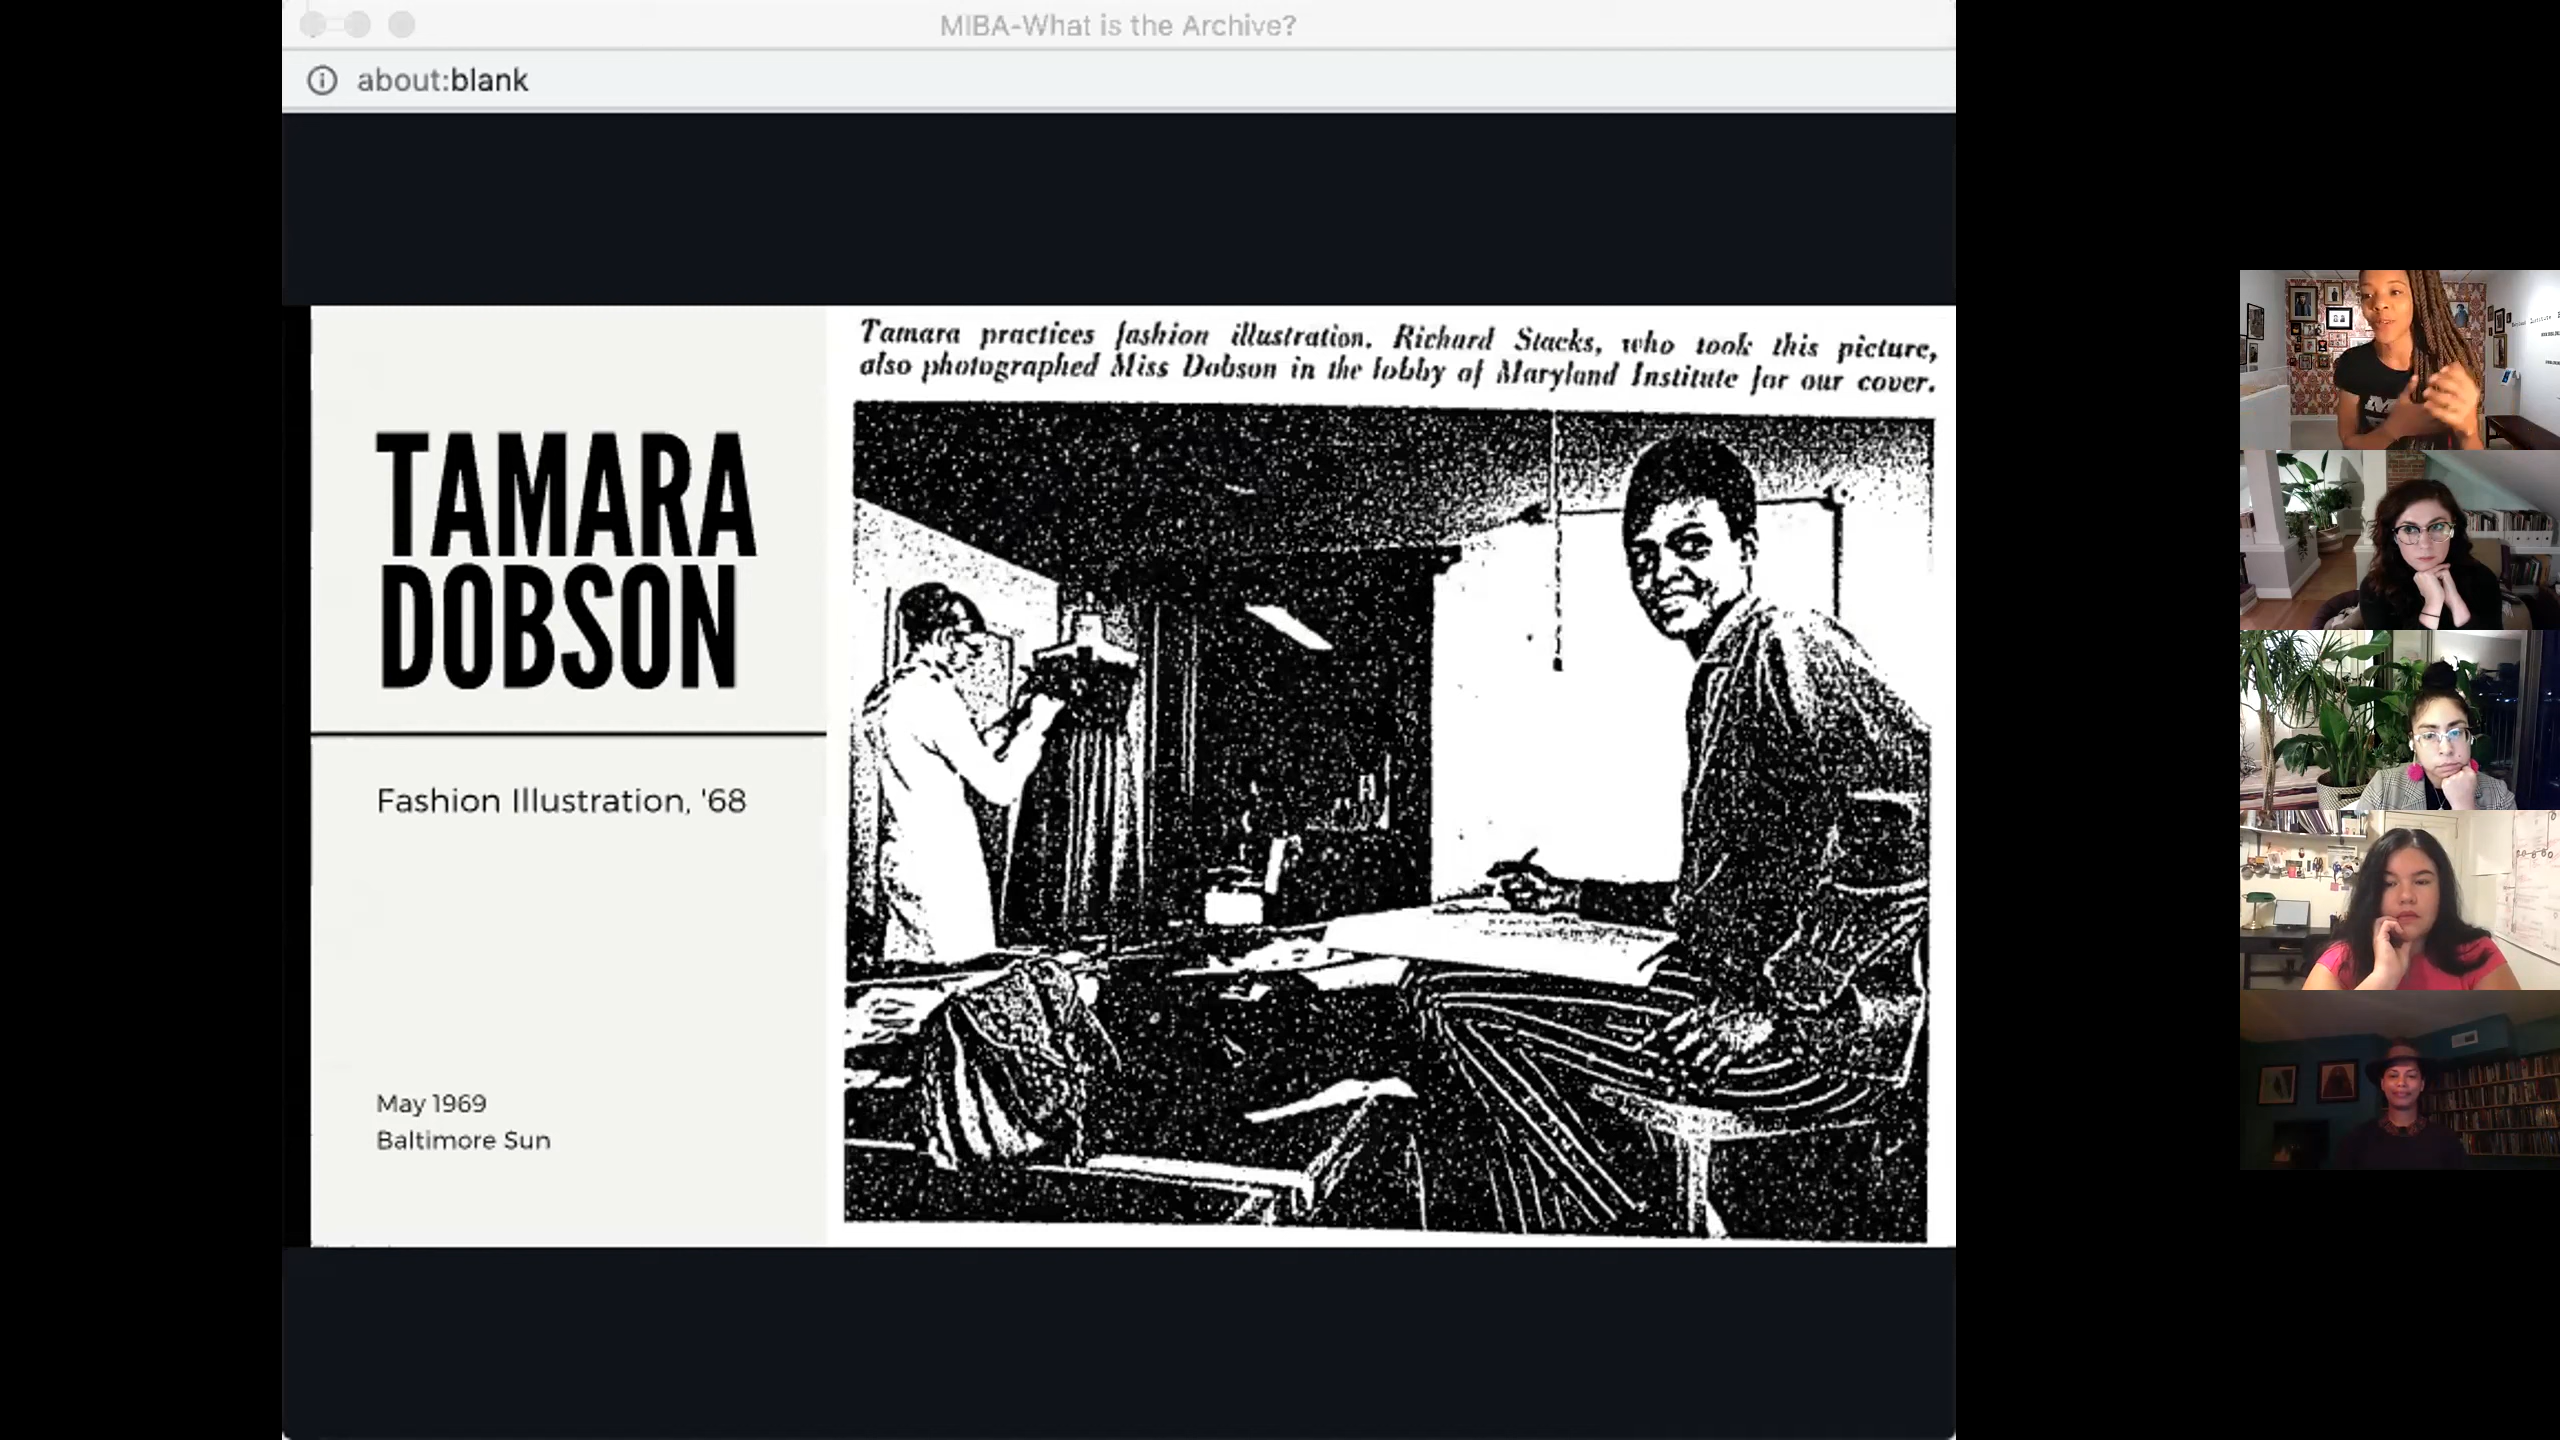 MIBA-What is the Archive?
about:blank
TAMARA
DOBSON
Fashion Illustration, '68
May 1969
Baltimore Sun
Tamara practices fashion illustration. Richard Stacks, who took this picture,
also photographed Miss Dobson in the lobby of Maryland Institute for our cover.